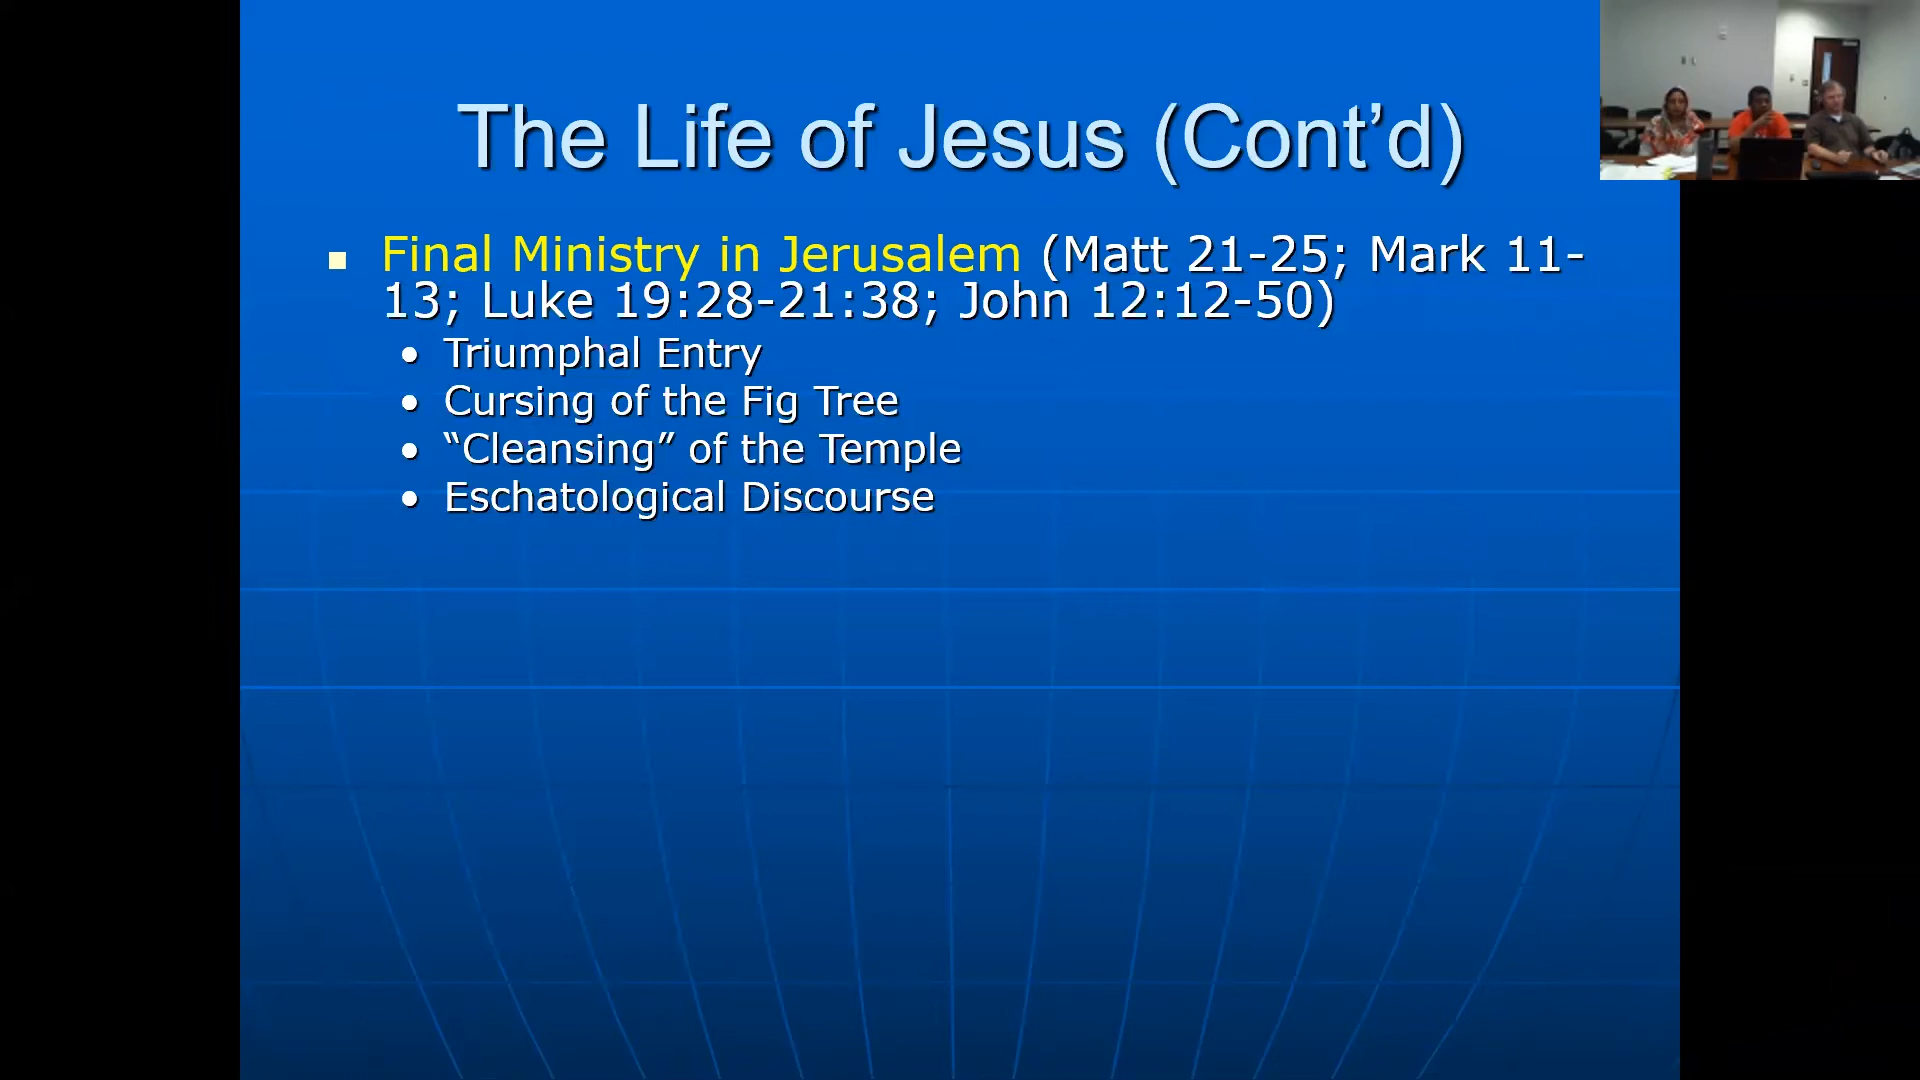 The Life of Jesus (Cont’d)
Final Ministry in Jerusalem (Matt 21-25; Mark 11-
13; Luke 19:28-21:38; John 12:12-50)
Triumphal Entry
Cursing of the Fig Tree
“Cleansing” of the Temple
Eschatological Discourse